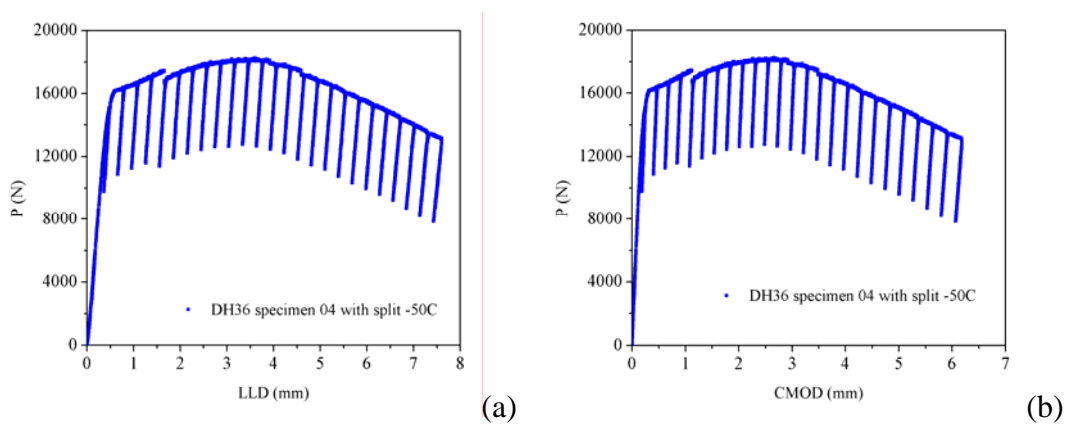 20000
16000
12000
8000
4000
0
P (N)
0 1 2 3 4 5 6 7 8
LLD (mm)
DH36 specimen 04 with split -50C
(a)
20000
16000
12000
8000
4000
0
P (N)
0 1 2 3 4 5 6 7
CMOD (mm)
DH36 specimen 04 with split -50C
(b)